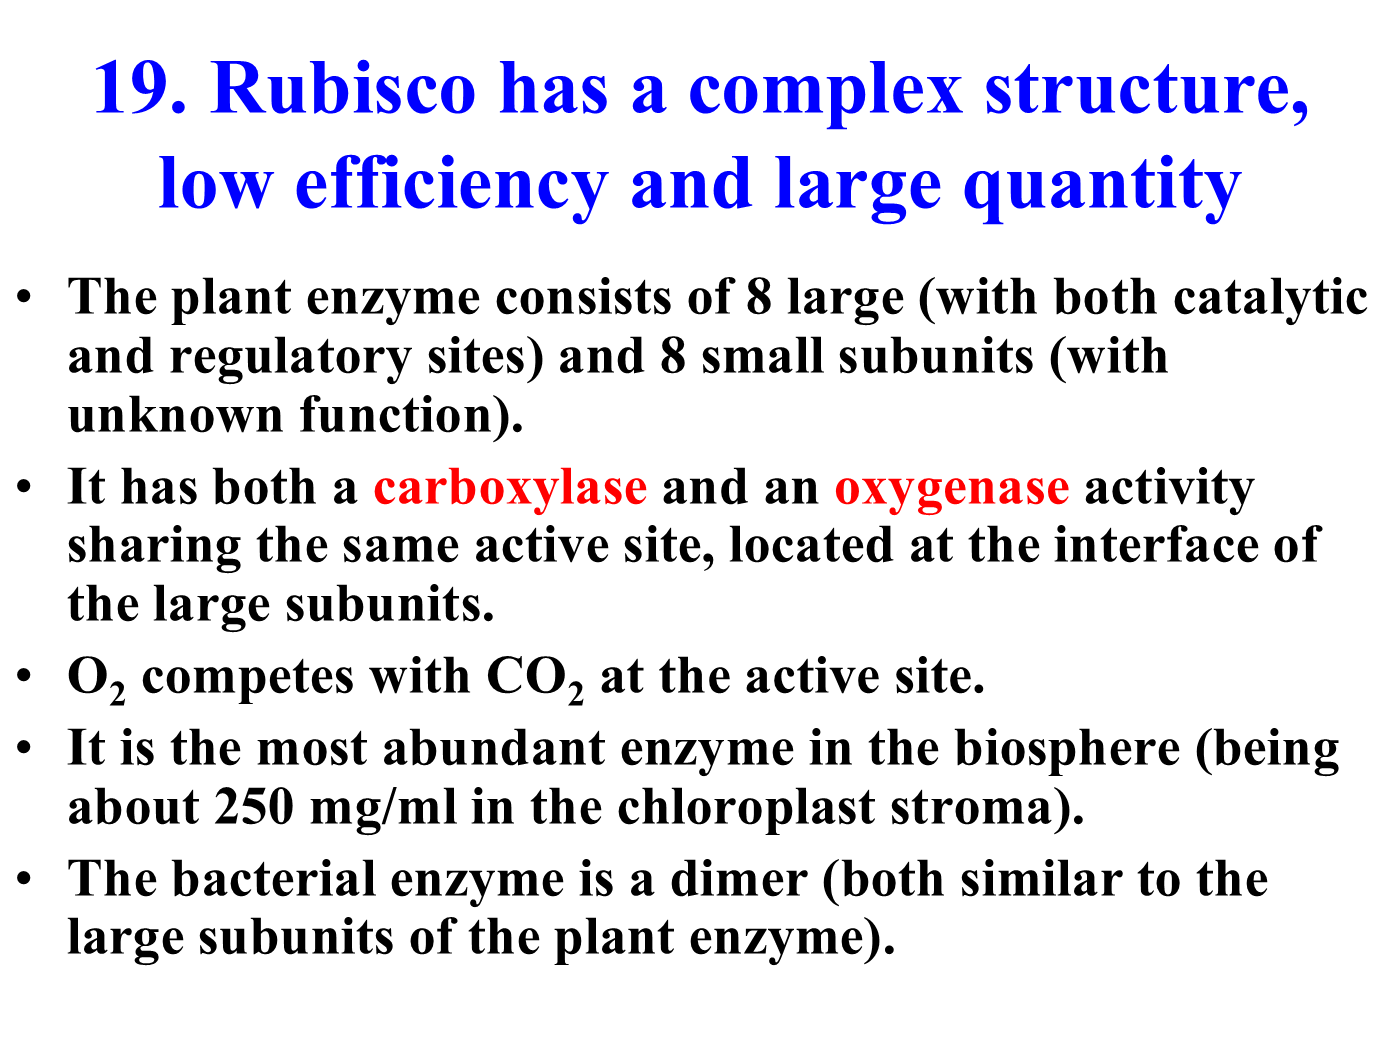 19. Rubisco has a complex structure,
low efficiency and large quantity
• The plant enzyme consists of 8 large (with both catalytic
and regulatory sites) and 8 small subunits (with
unknown function).
• It has both a carboxylase and an oxygenase activity
sharing the same active site, located at the interface of
the large subunits.
• O₂ competes with CO₂ at the active site.
• It is the most abundant enzyme in the biosphere (being
about 250 mg/ml in the chloroplast stroma).
• The bacterial enzyme is a dimer (both similar to the
large subunits of the plant enzyme).